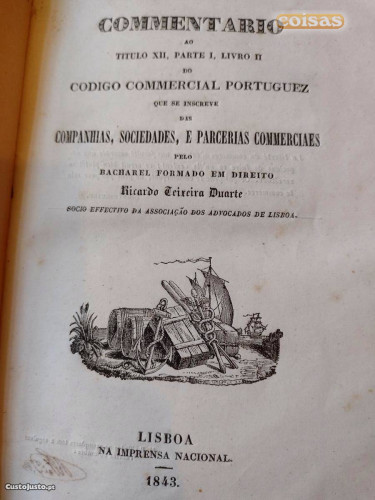 coisas
COMMENTARIO
AO
TITULO XII, PARTE I, LIVRO II
DO
CODIGO COMMERCIAL PORTUGUEZ
QUE SE INSCREVE
DAS
COMPANHIAS, SOCIEDADES, E PARCERIAS COMMERCIAES
PELO
BACHAREL FORMADO EM DIREITO
Ricardo Teixeira Duarte
SOCIO EFFECTIVO DA ASSOCIAÇÃO DOS ADVOGADOS DE LISBOA.
LISBOA
NA IMPRENSA NACIONAL.
1843.
CustoJusto.pt